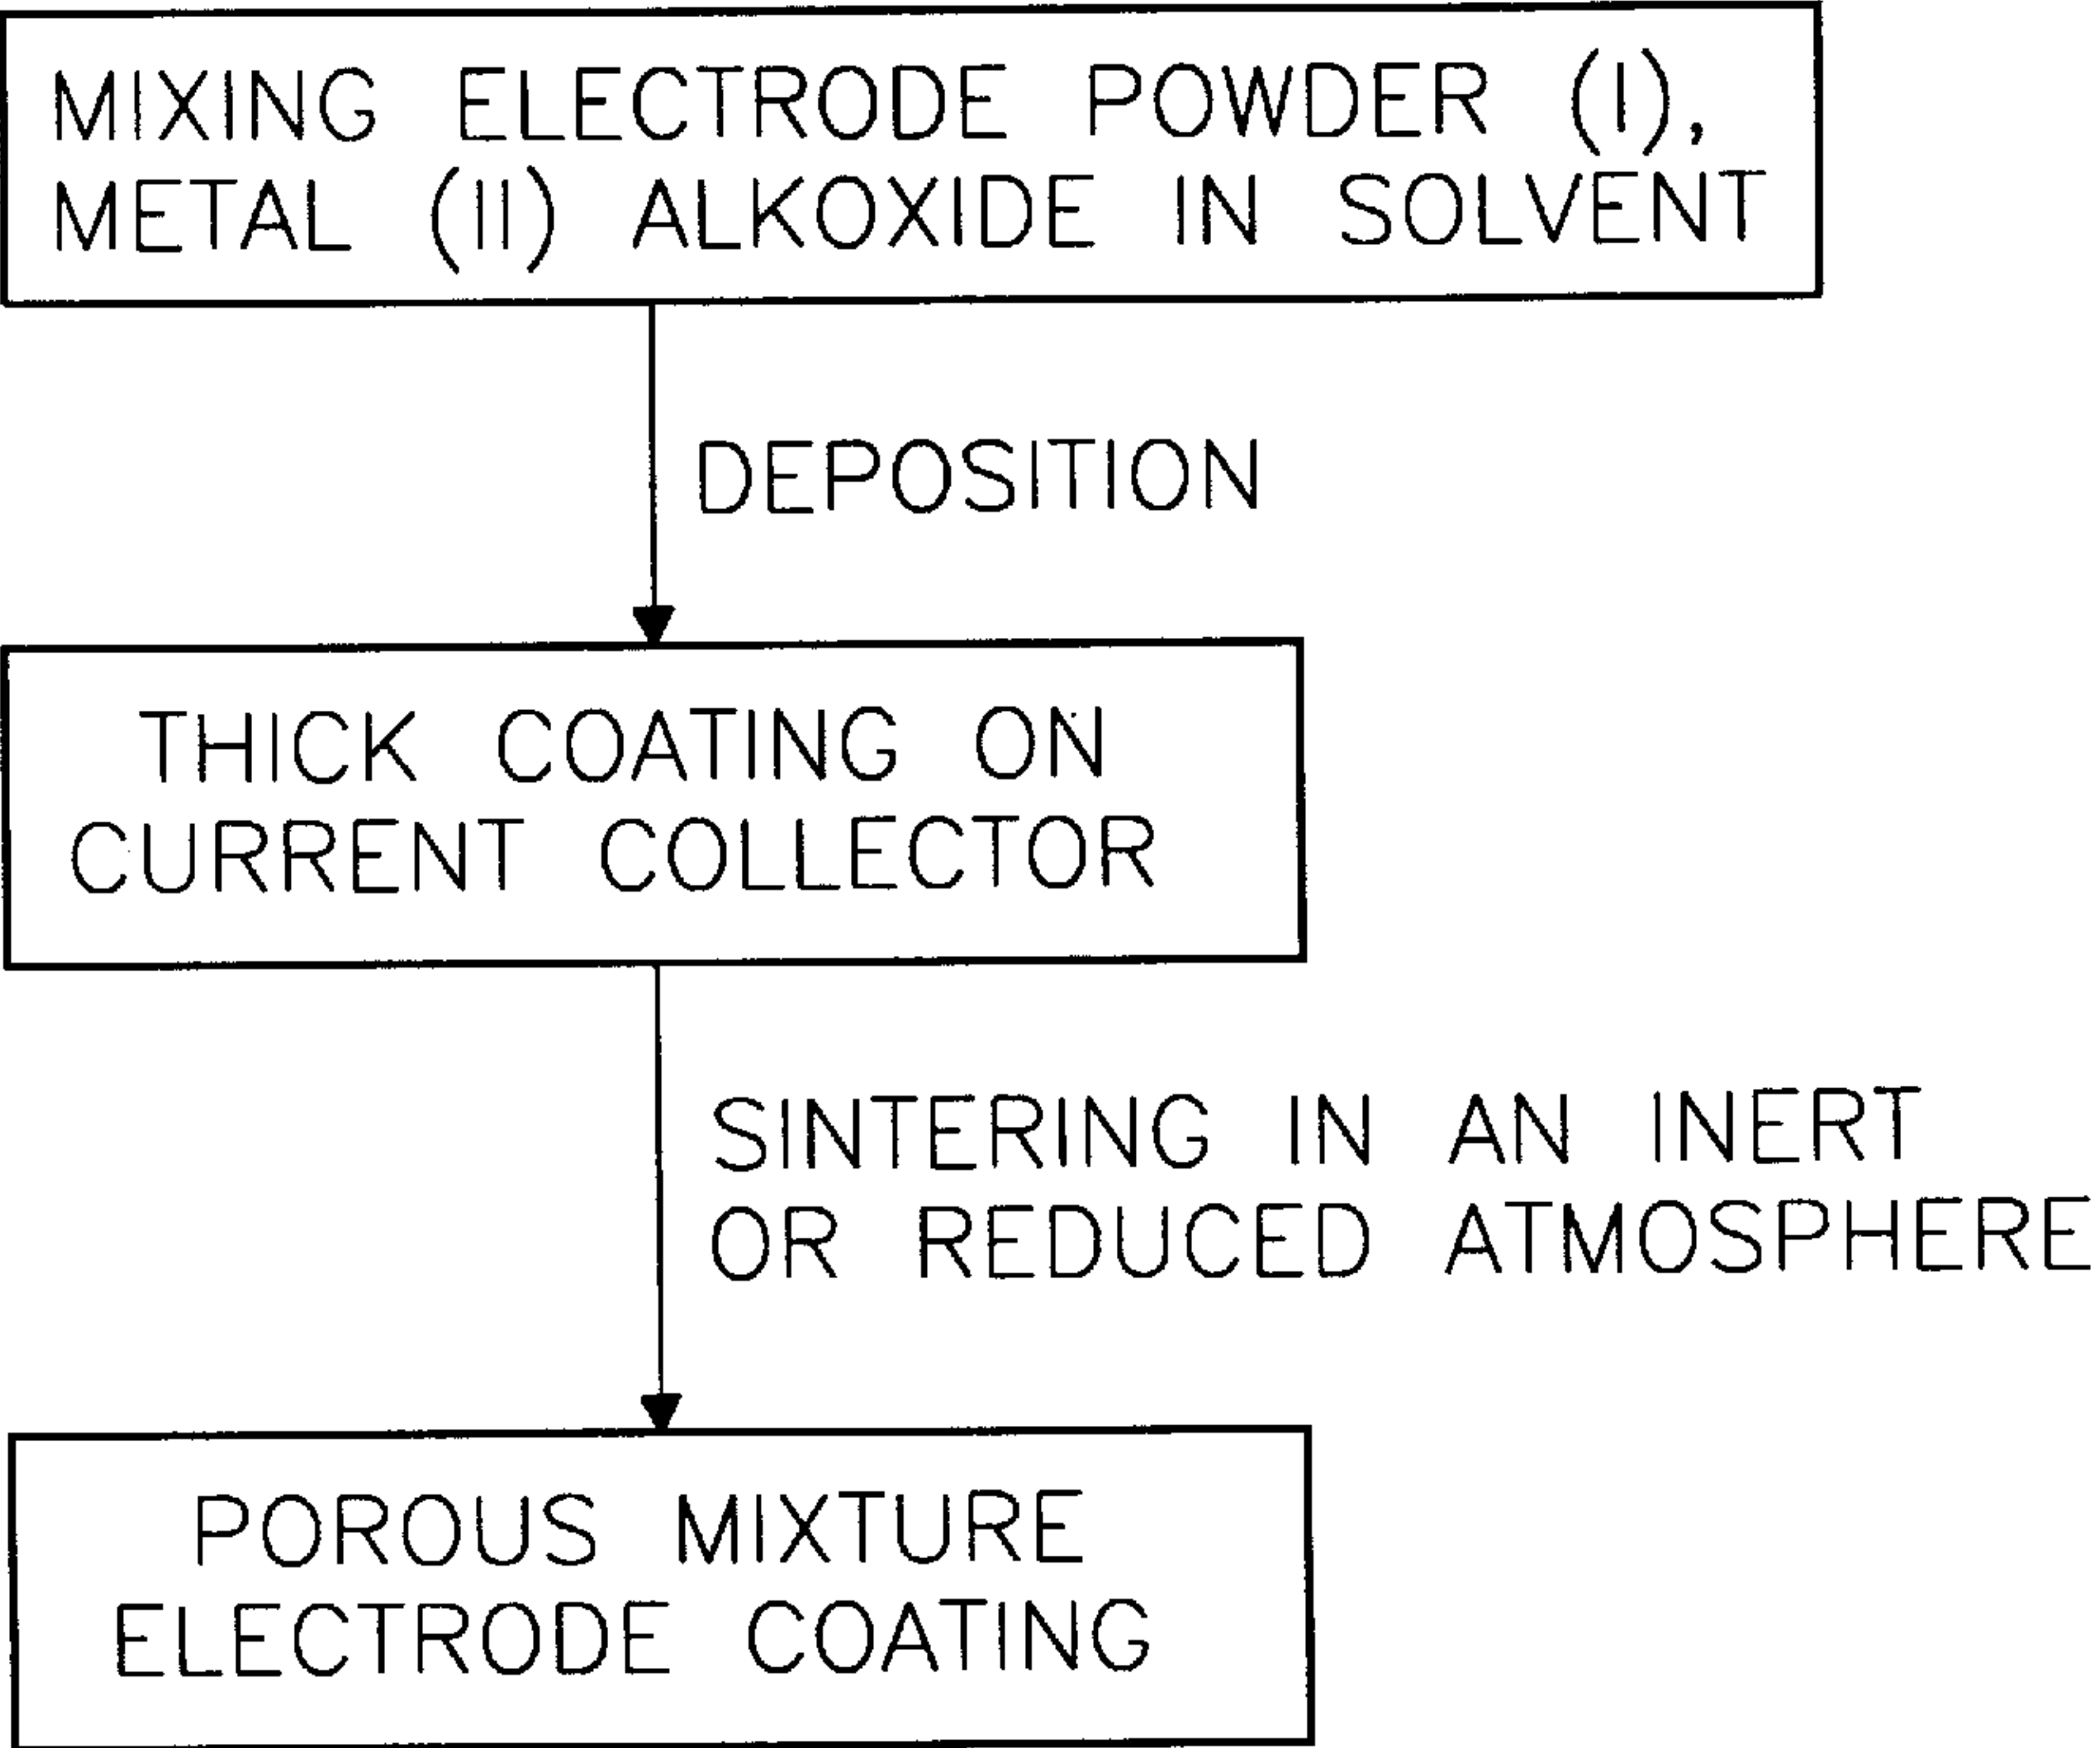 MIXING ELECTRODE POWDER (I),
METAL (II) ALKOXIDE IN SOLVENT
DEPOSITION
THICK COATING ON
CURRENT COLLECTOR
SINTERING IN AN INERT
OR REDUCED ATMOSPHERE
POROUS MIXTURE
ELECTRODE COATING